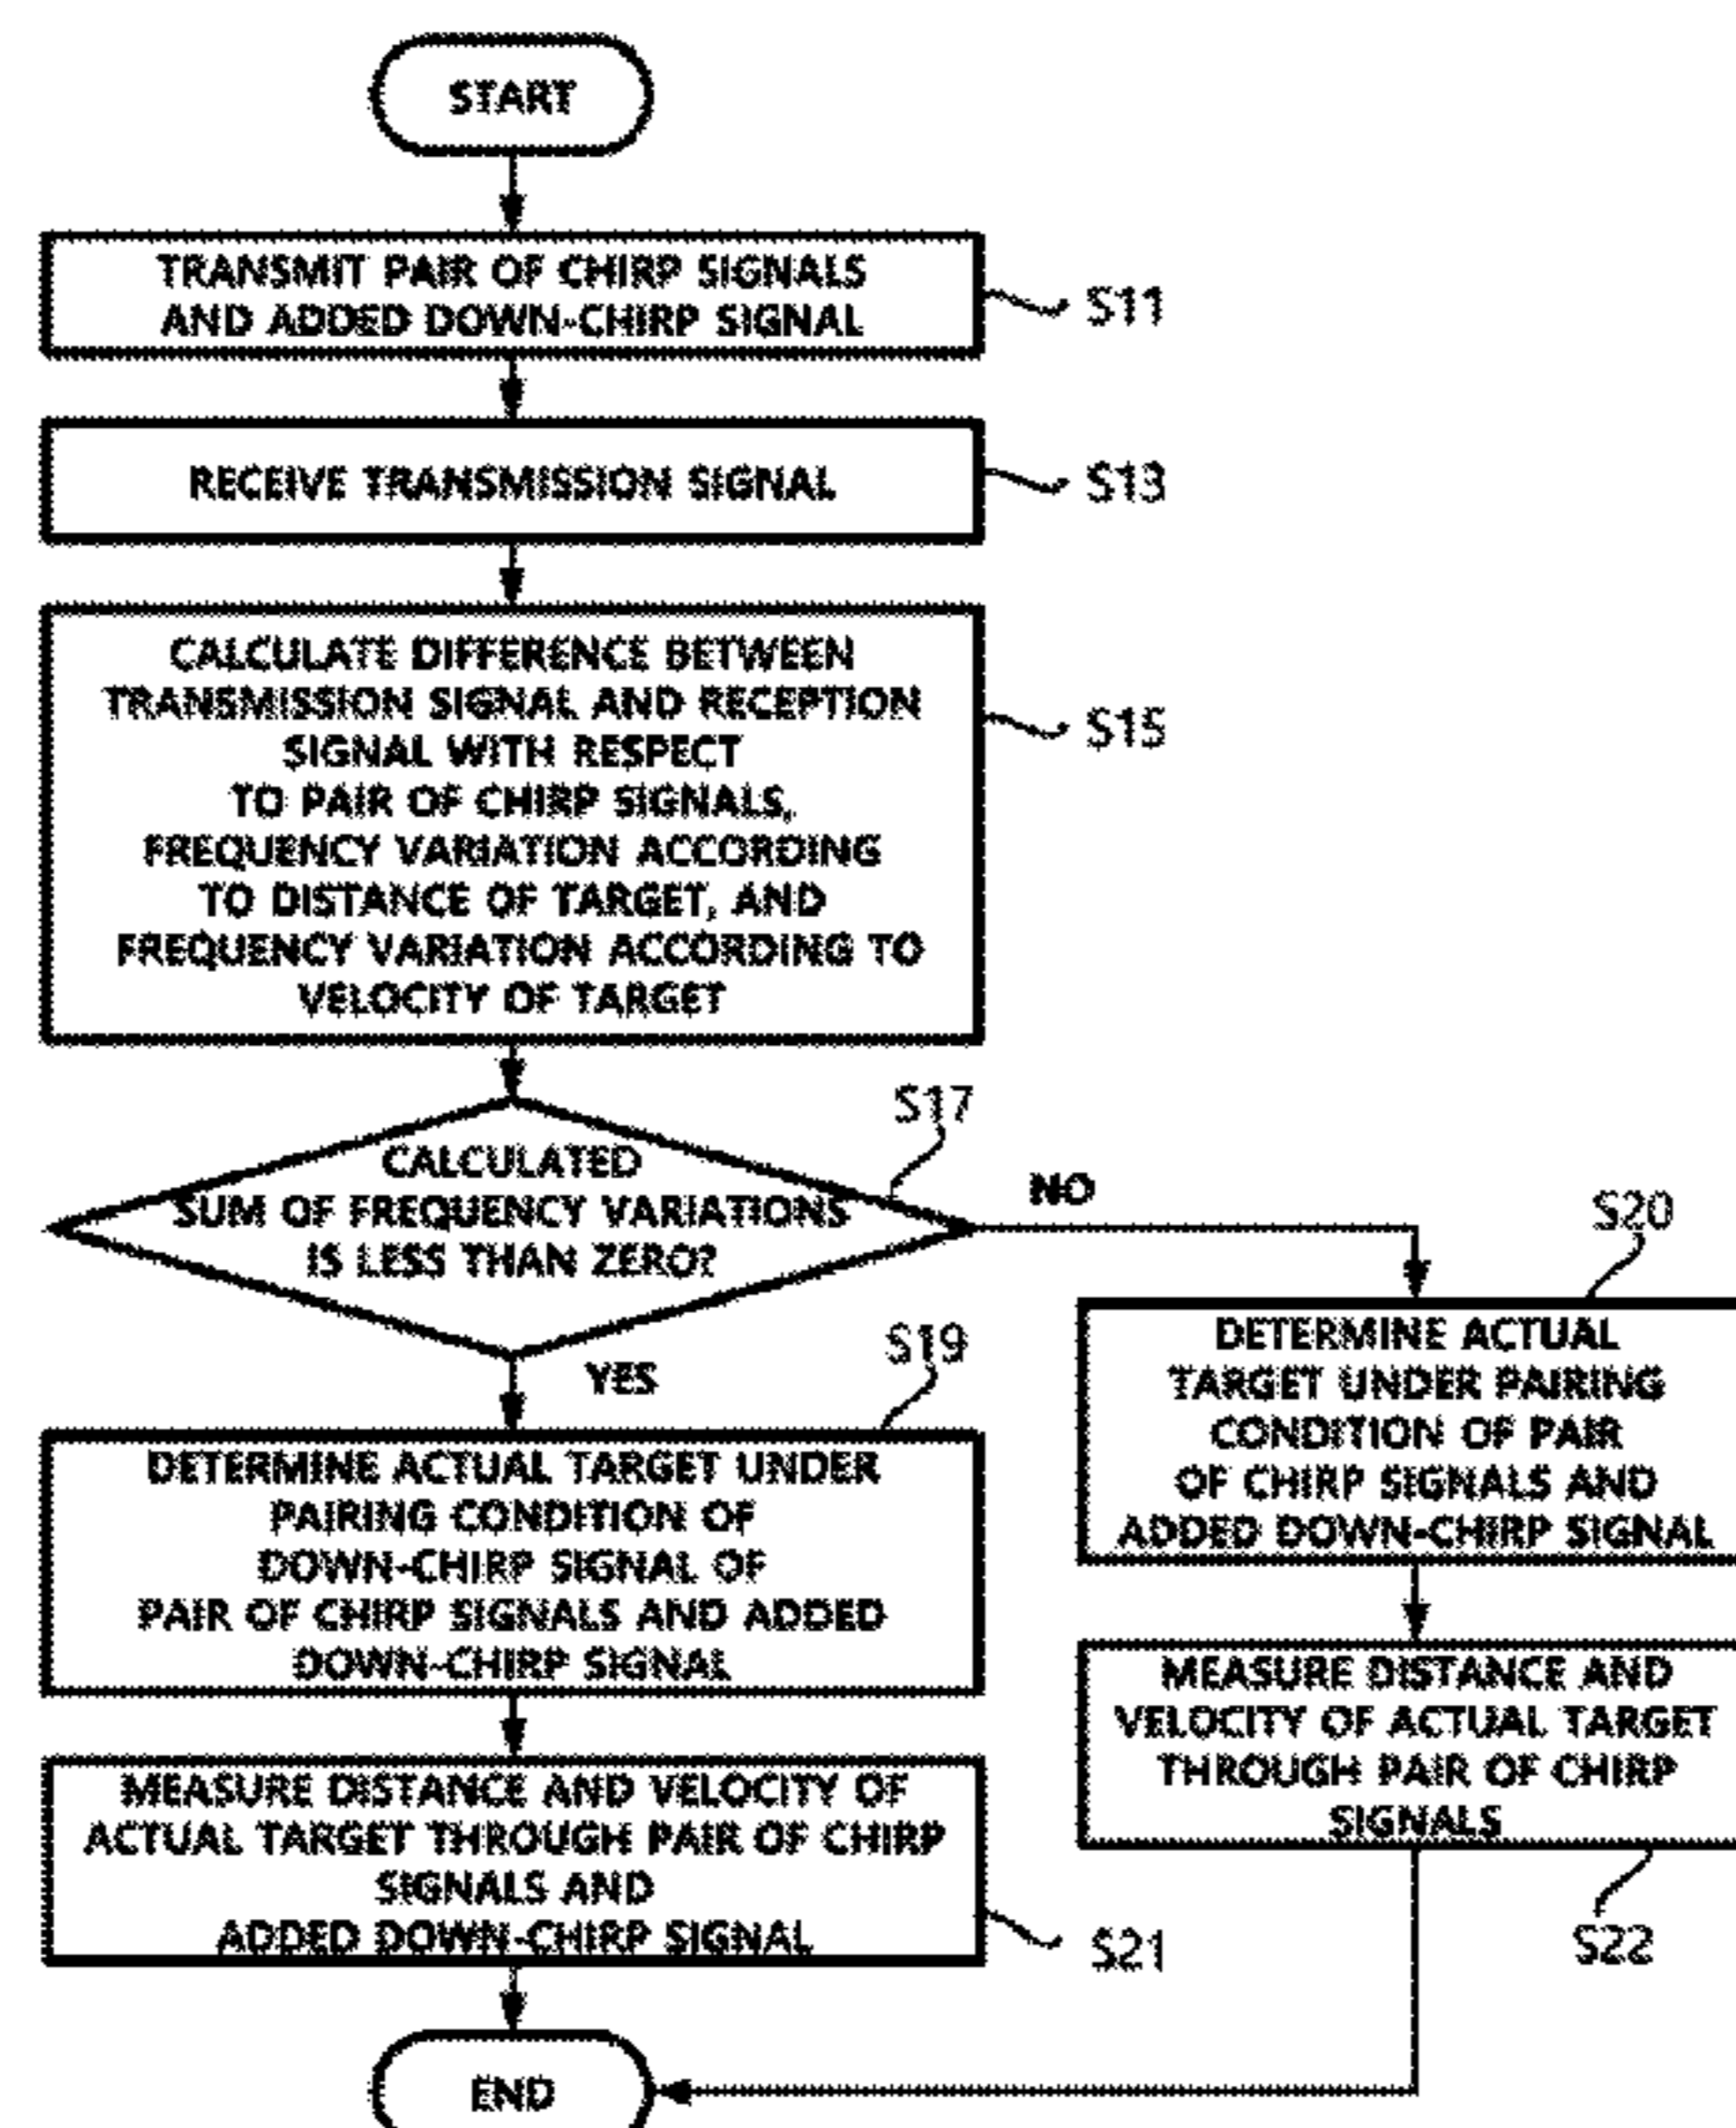 START
TRANSMIT PAIR OF CHIRP SIGNALS
AND ADDED DOWN-CHIRP SIGNAL
S11
RECEIVE TRANSMISSION SIGNAL
S13
CALCULATE DIFFERENCE BETWEEN
TRANSMISSION SIGNAL AND RECEPTION
SIGNAL WITH RESPECT
TO PAIR OF CHIRP SIGNALS,
FREQUENCY VARIATION ACCORDING
TO DISTANCE OF TARGET, AND
FREQUENCY VARIATION ACCORDING TO
VELOCITY OF TARGET
S15
S17
CALCULATED
SUM OF FREQUENCY VARIATIONS
IS LESS THAN ZERO?
NO
YES
S19
DETERMINE ACTUAL TARGET UNDER
PAIRING CONDITION OF
DOWN-CHIRP SIGNAL OF
PAIR OF CHIRP SIGNALS AND ADDED
DOWN-CHIRP SIGNAL
S20
DETERMINE ACTUAL
TARGET UNDER PAIRING
CONDITION OF PAIR
OF CHIRP SIGNALS AND
ADDED DOWN-CHIRP SIGNAL
MEASURE DISTANCE AND
VELOCITY OF ACTUAL TARGET
THROUGH PAIR OF CHIRP
SIGNALS
S22
MEASURE DISTANCE AND VELOCITY OF
ACTUAL TARGET THROUGH PAIR OF CHIRP
SIGNALS AND
ADDED DOWN-CHIRP SIGNAL
S21
END